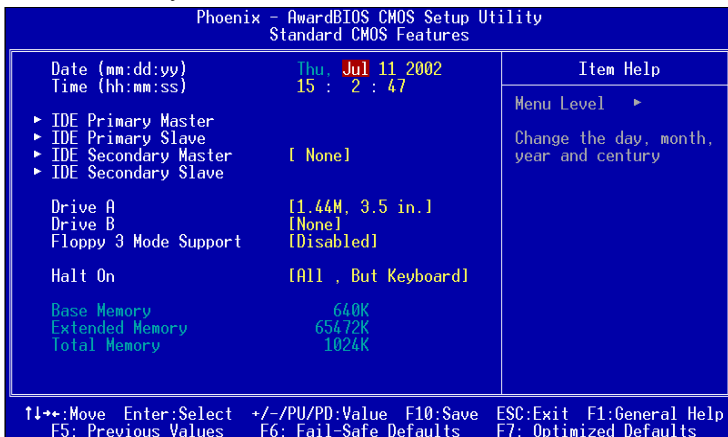 Phoenix - AwardBIOS CMOS Setup Utility
Standard CMOS Features
Date (mm:dd:yy) Thu, Jul 11 2002
Time (hh:mm:ss) 15 : 2 : 47
► IDE Primary Master
► IDE Primary Slave
► IDE Secondary Master [ None]
► IDE Secondary Slave
Drive A [1.44M, 3.5 in.]
Drive B [None]
Floppy 3 Mode Support [Disabled]
Halt On [All , But Keyboard]
Base Memory 640K
Extended Memory 65472K
Total Memory 1024K
Item Help
Menu Level ►
Change the day, month,
year and century
↑↓→←:Move Enter:Select +/-/PU/PD:Value F10:Save ESC:Exit F1:General Help
F5: Previous Values F6: Fail-Safe Defaults F7: Optimized Defaults